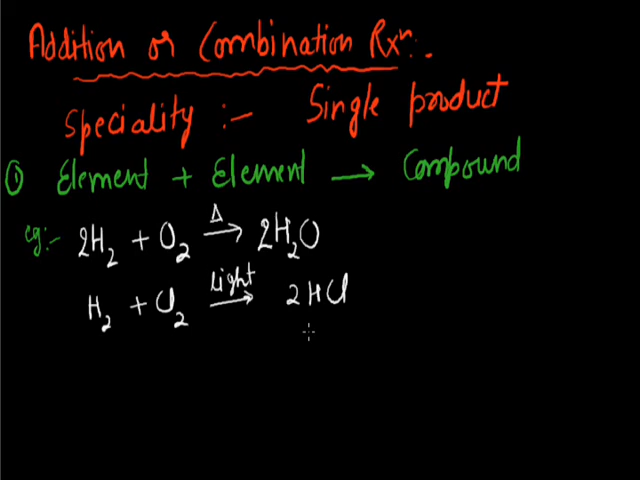 Addition or Combination Rxn:.
Speciality :- Single product
① Element + Element → Compound
eg:- 2H₂ + O₂ →Δ 2H₂O
H₂ + Cl₂ →light 2HCl